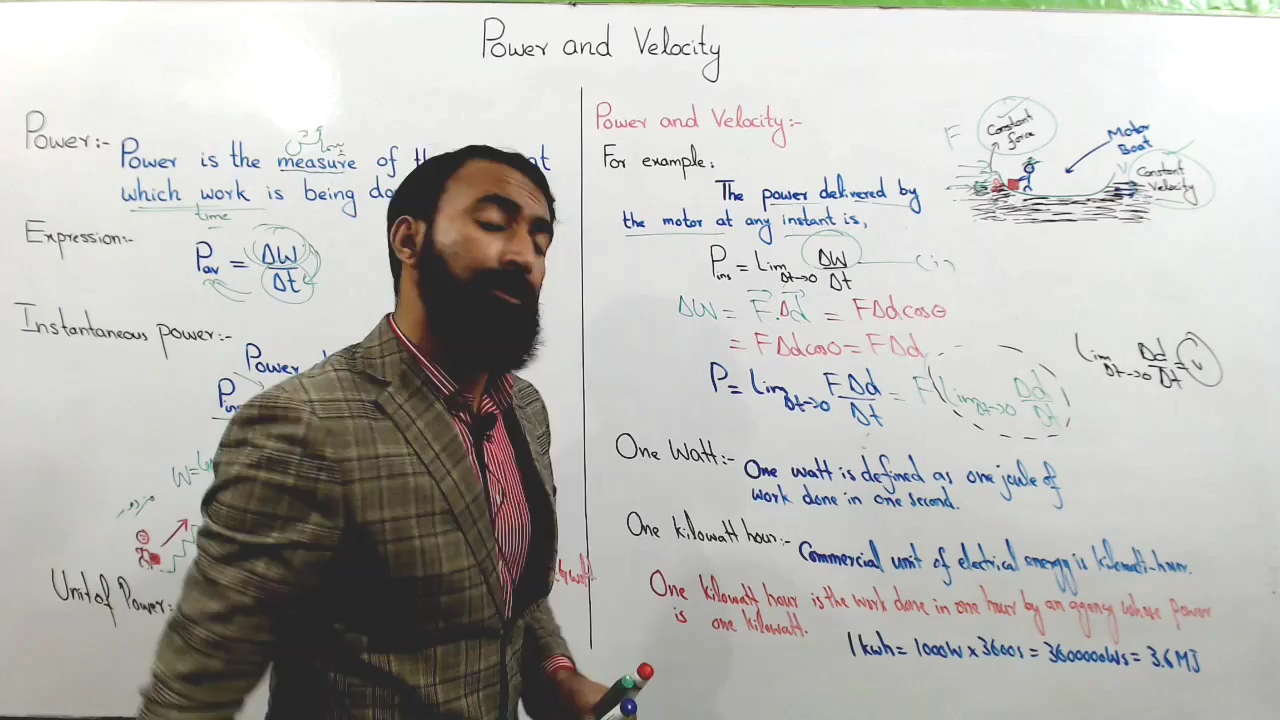 Power and Velocity
Power:-
پیمائش
Power is the measure of
which work is being do
time
Expression:-
Pav = ΔW/Δt
Instantaneous power:-
Power
Pins
W=
مزدور
Unit of Power:
Power and Velocity:-
For example:
The power delivered by
the motor at any instant is,
F
Constant force
Motor Boat
V
Constant Velocity
Pins = Lim Δt→0 ΔW/Δt (i)
ΔW = F⃗.Δd⃗ = FΔdcosθ
= FΔdcos0 = FΔd
P = Lim Δt→0 FΔd/Δt = F(Lim Δt→0 Δd/Δt)
Lim Δt→0 Δd/Δt = v
One Watt:- One watt is defined as one joule of
work done in one second.
One kilowatt hour:- Commercial unit of electrical energy is kilowatt-hour.
One kilowatt hour is the work done in one hour by an agency whose power
is one kilowatt.
1kwh = 1000W x 3600s = 3600000Ws = 3.6MJ